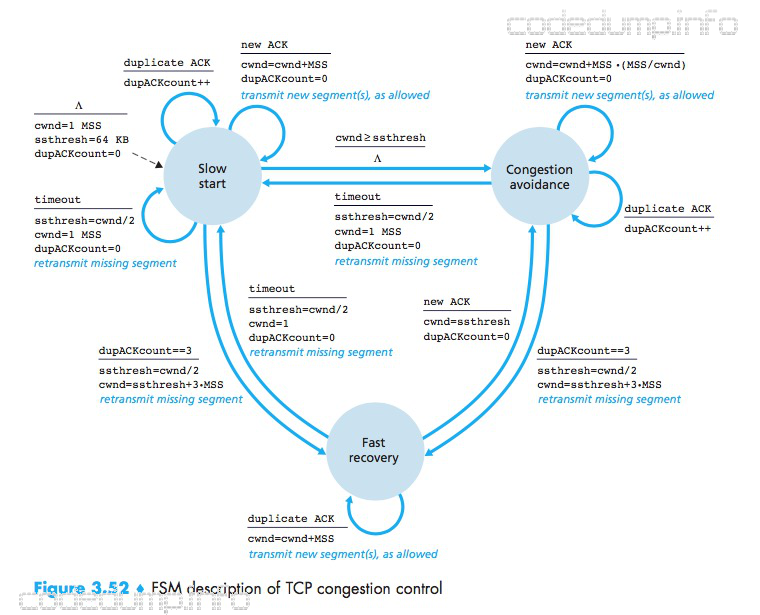 duplicate ACK
dupACKcount++
new ACK
cwnd=cwnd+MSS
dupACKcount=0
transmit new segment(s), as allowed
new ACK
cwnd=cwnd+MSS •(MSS/cwnd)
dupACKcount=0
transmit new segment(s), as allowed
Λ
cwnd=1 MSS
ssthresh=64 KB
dupACKcount=0
Slow
start
cwnd≥ssthresh
Λ
Congestion
avoidance
timeout
ssthresh=cwnd/2
cwnd=1 MSS
dupACKcount=0
retransmit missing segment
timeout
ssthresh=cwnd/2
cwnd=1 MSS
dupACKcount=0
retransmit missing segment
duplicate ACK
dupACKcount++
timeout
ssthresh=cwnd/2
cwnd=1
dupACKcount=0
retransmit missing segment
new ACK
cwnd=ssthresh
dupACKcount=0
dupACKcount==3
ssthresh=cwnd/2
cwnd=ssthresh+3•MSS
retransmit missing segment
dupACKcount==3
ssthresh=cwnd/2
cwnd=ssthresh+3•MSS
retransmit missing segment
Fast
recovery
duplicate ACK
cwnd=cwnd+MSS
transmit new segment(s), as allowed
Figure 3.52 ♦ FSM description of TCP congestion control